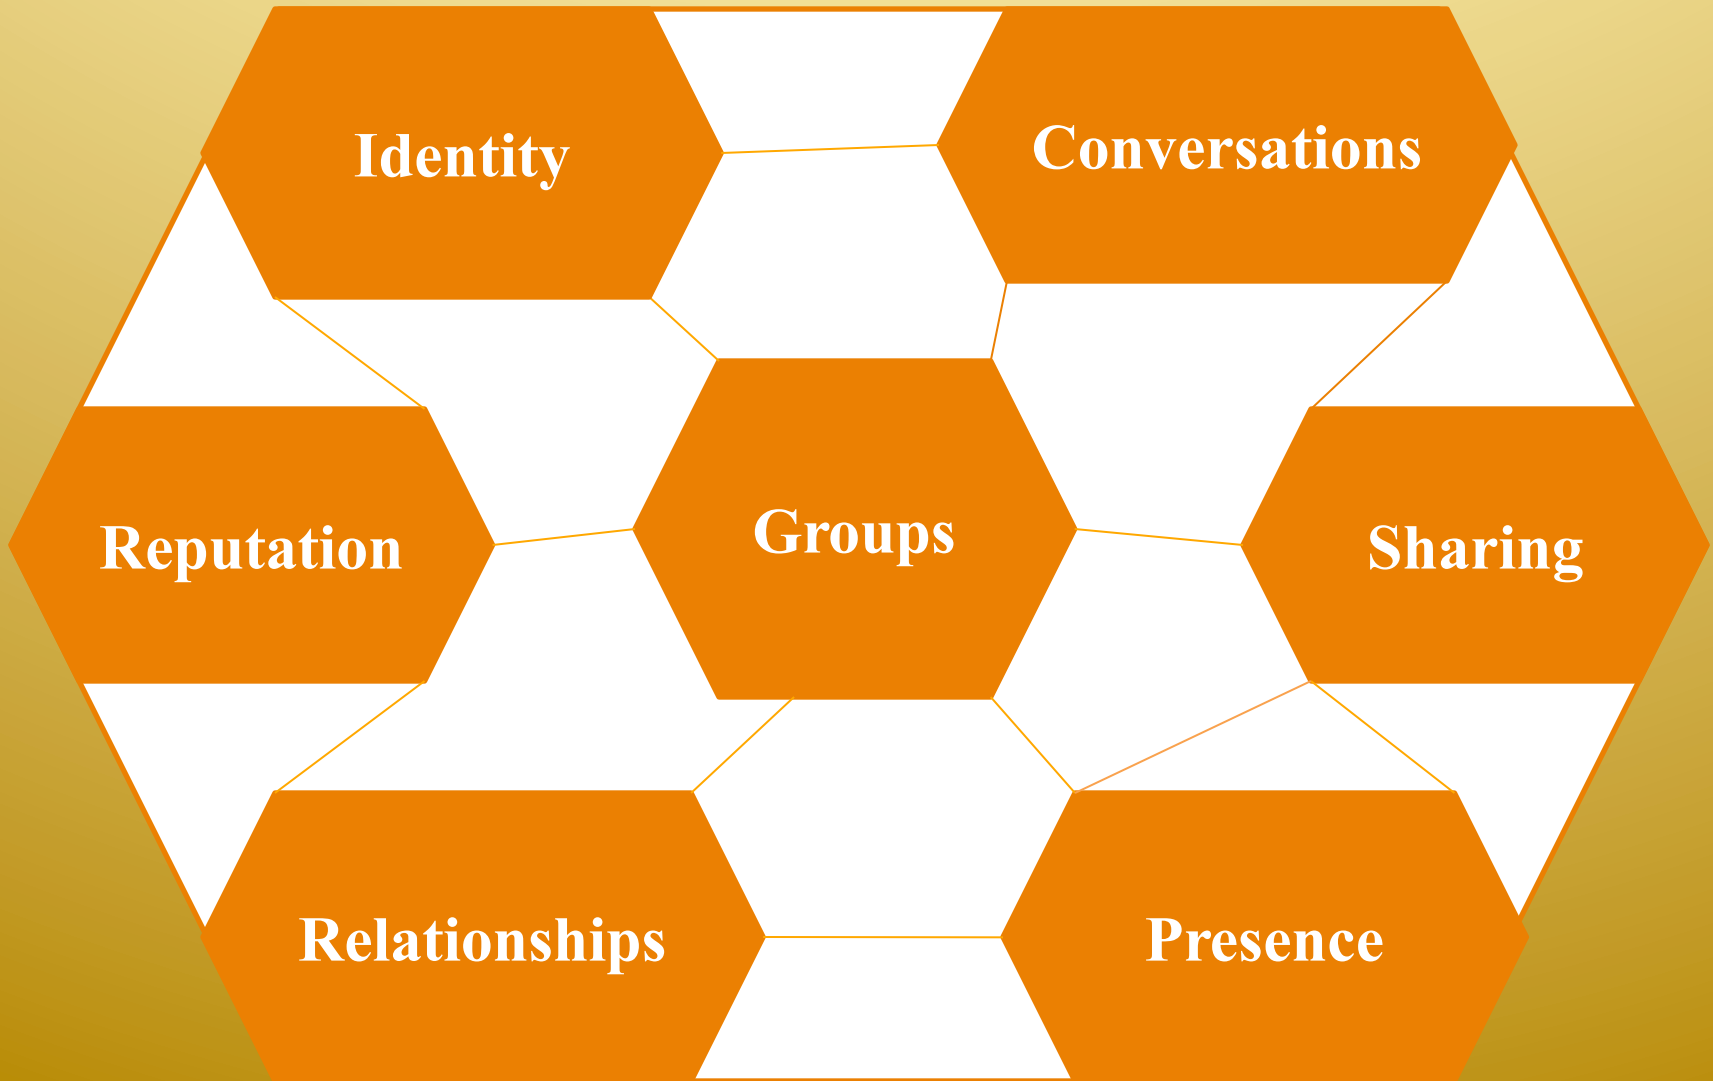 Identity
Conversations
Reputation
Groups
Sharing
Relationships
Presence